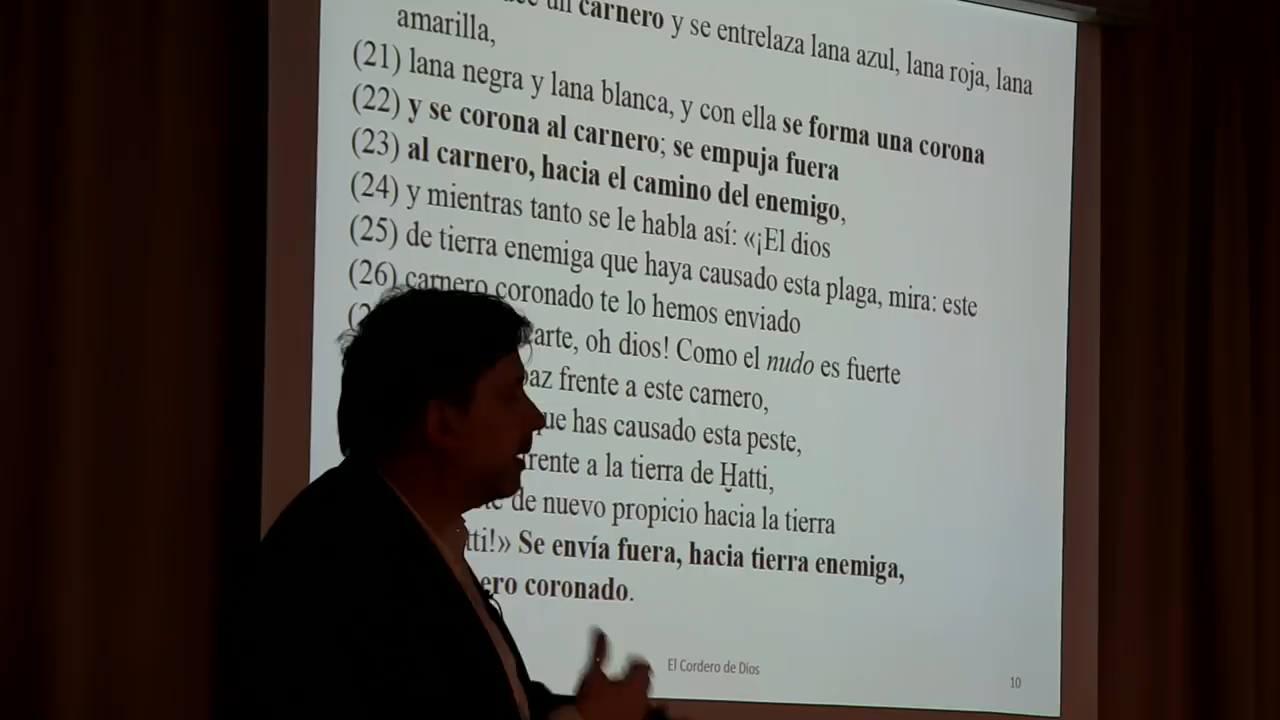 un carnero y se entrelaza lana azul, lana roja, lana
amarilla,
(21) lana negra y lana blanca, y con ella se forma una corona
(22) y se corona al carnero; se empuja fuera
(23) al carnero, hacia el camino del enemigo,
(24) y mientras tanto se le habla así: «¡El dios
(25) de tierra enemiga que haya causado esta plaga, mira: este
(26) carnero coronado te lo hemos enviado
arte, oh dios! Como el nudo es fuerte
az frente a este carnero,
que has causado esta peste,
frente a la tierra de Ḫatti,
de nuevo propicio hacia la tierra
tti!» Se envía fuera, hacia tierra enemiga,
ero coronado.
El Cordero de Dios
10